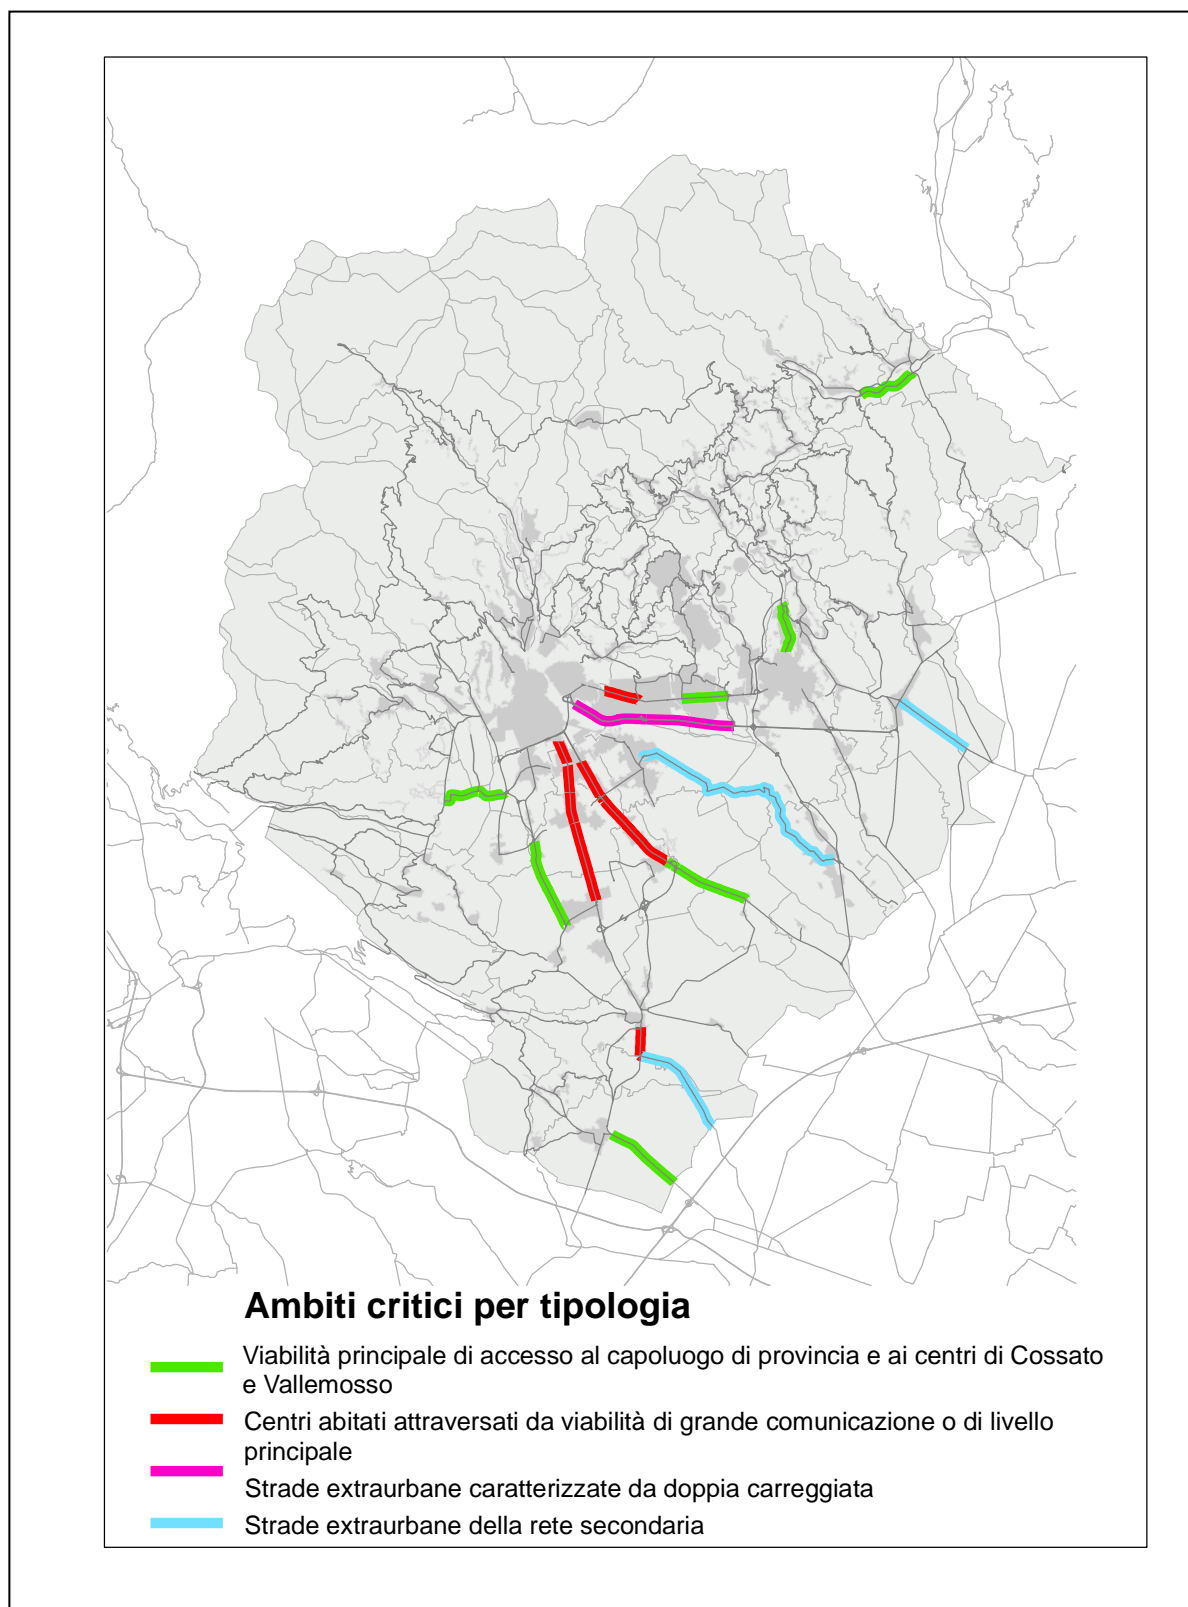 Ambiti critici per tipologia
Viabilità principale di accesso al capoluogo di provincia e ai centri di Cossato
e Vallemosso
Centri abitati attraversati da viabilità di grande comunicazione o di livello
principale
Strade extraurbane caratterizzate da doppia carreggiata
Strade extraurbane della rete secondaria